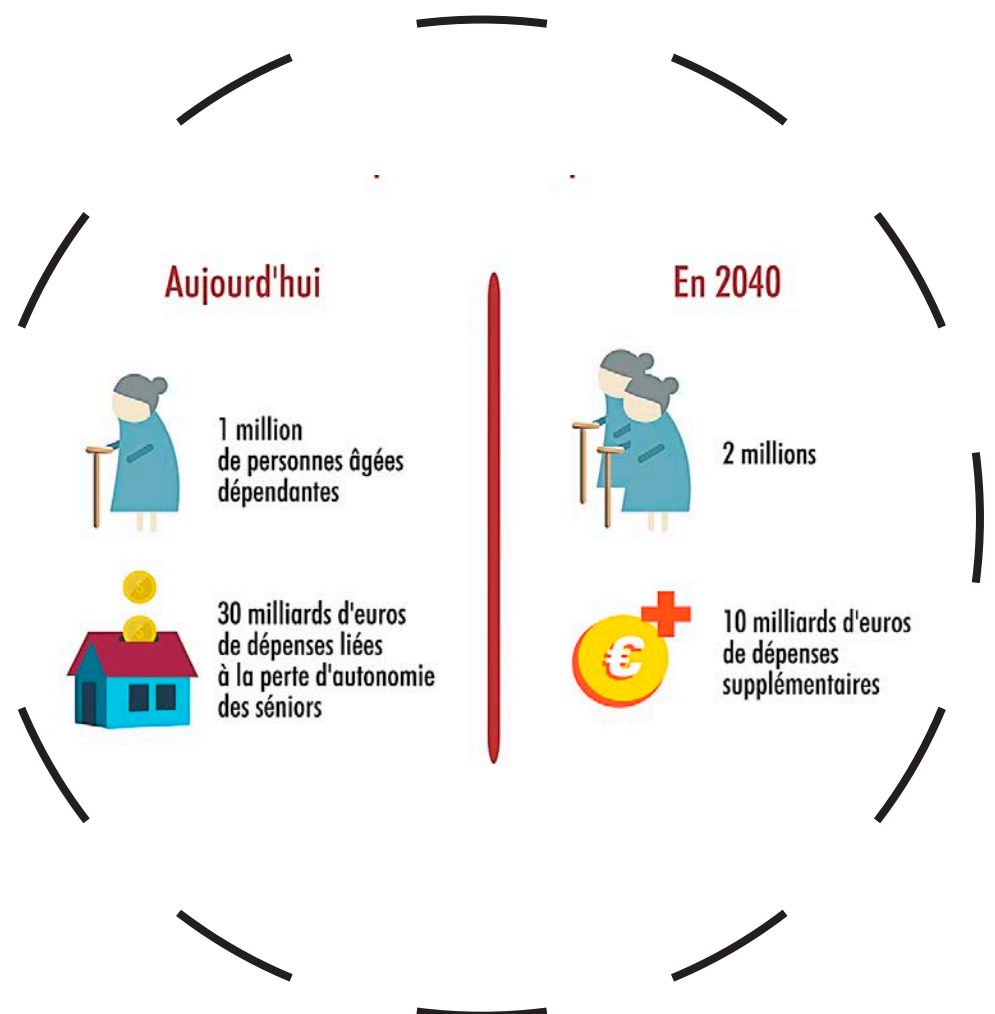 Aujourd'hui
1 million
de personnes âgées
dépendantes
30 milliards d'euros
de dépenses liées
à la perte d'autonomie
des séniors
En 2040
2 millions
10 milliards d'euros
de dépenses
supplémentaires